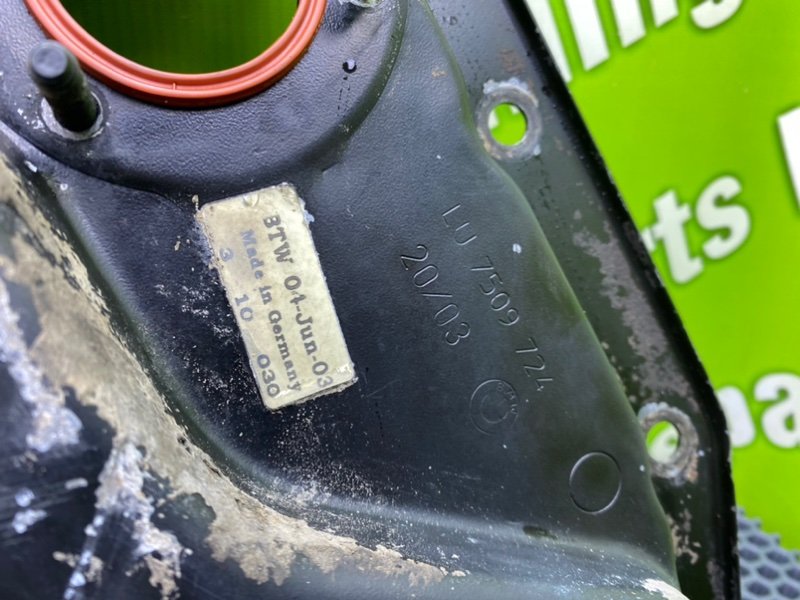 BTW 04-Jun-03
Made in Germany
3 10 030
LU 7509 724
20/03